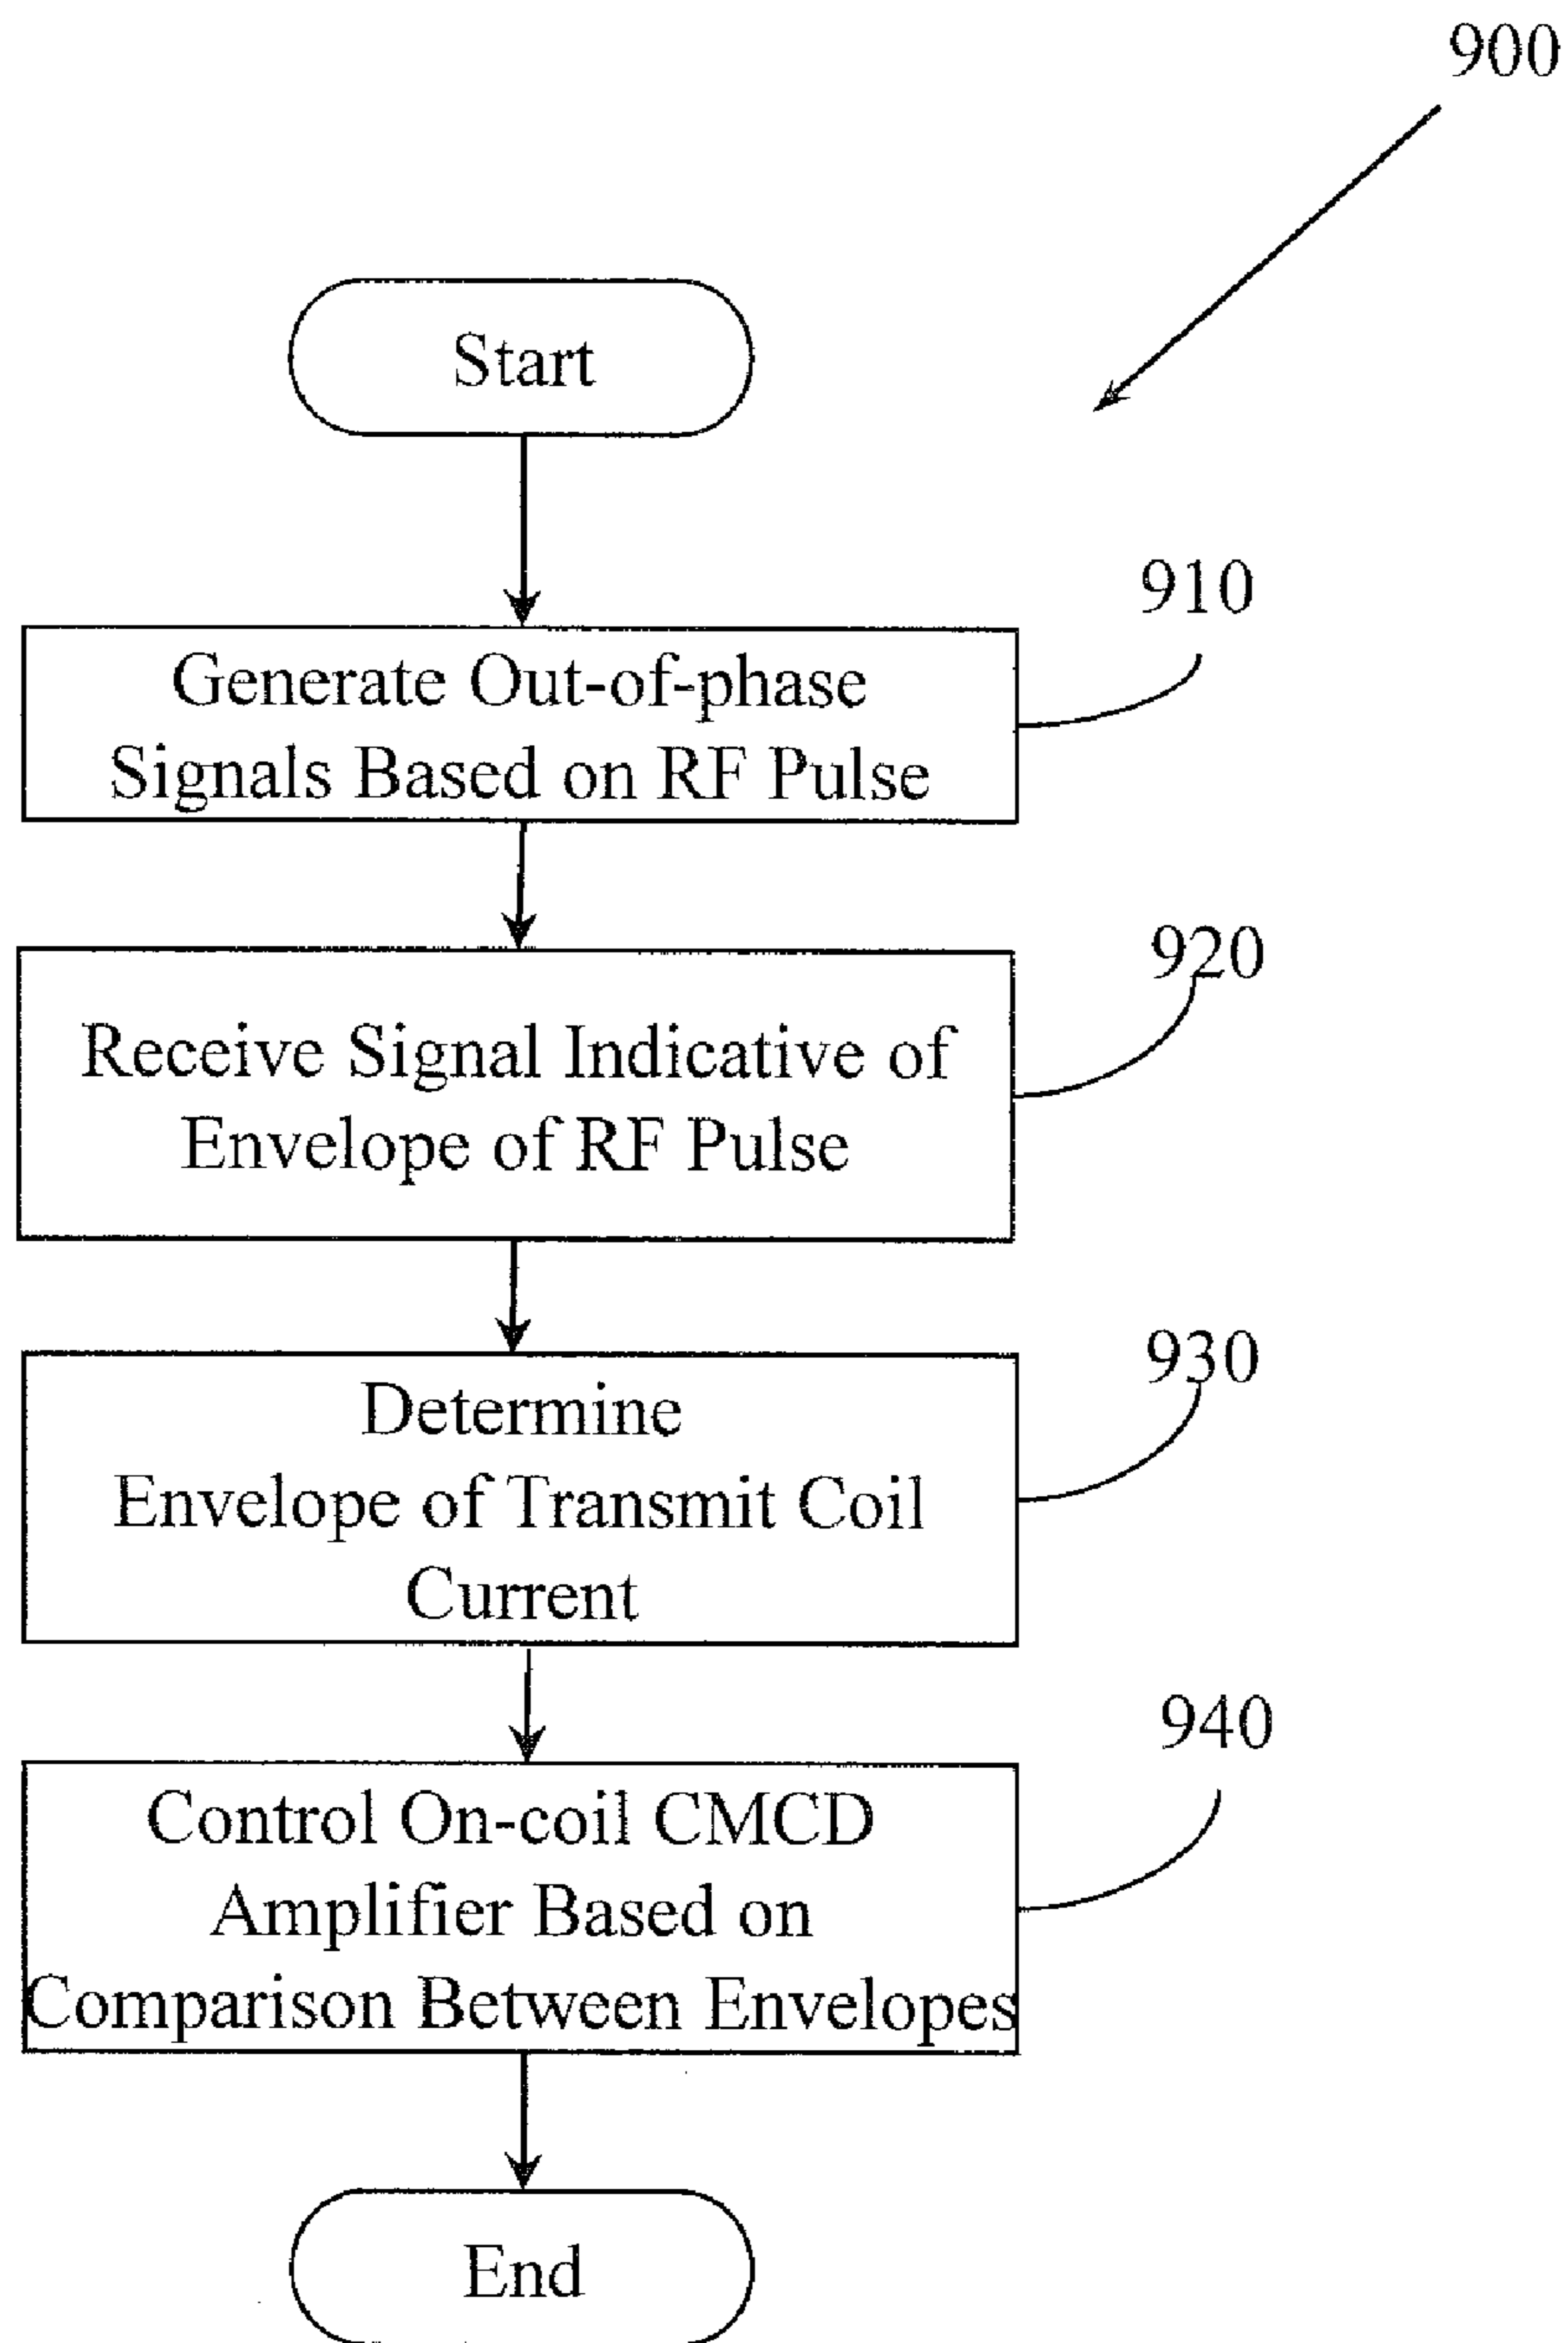 900
Start
910
Generate Out-of-phase
Signals Based on RF Pulse
920
Receive Signal Indicative of
Envelope of RF Pulse
930
Determine
Envelope of Transmit Coil
Current
940
Control On-coil CMCD
Amplifier Based on
Comparison Between Envelopes
End